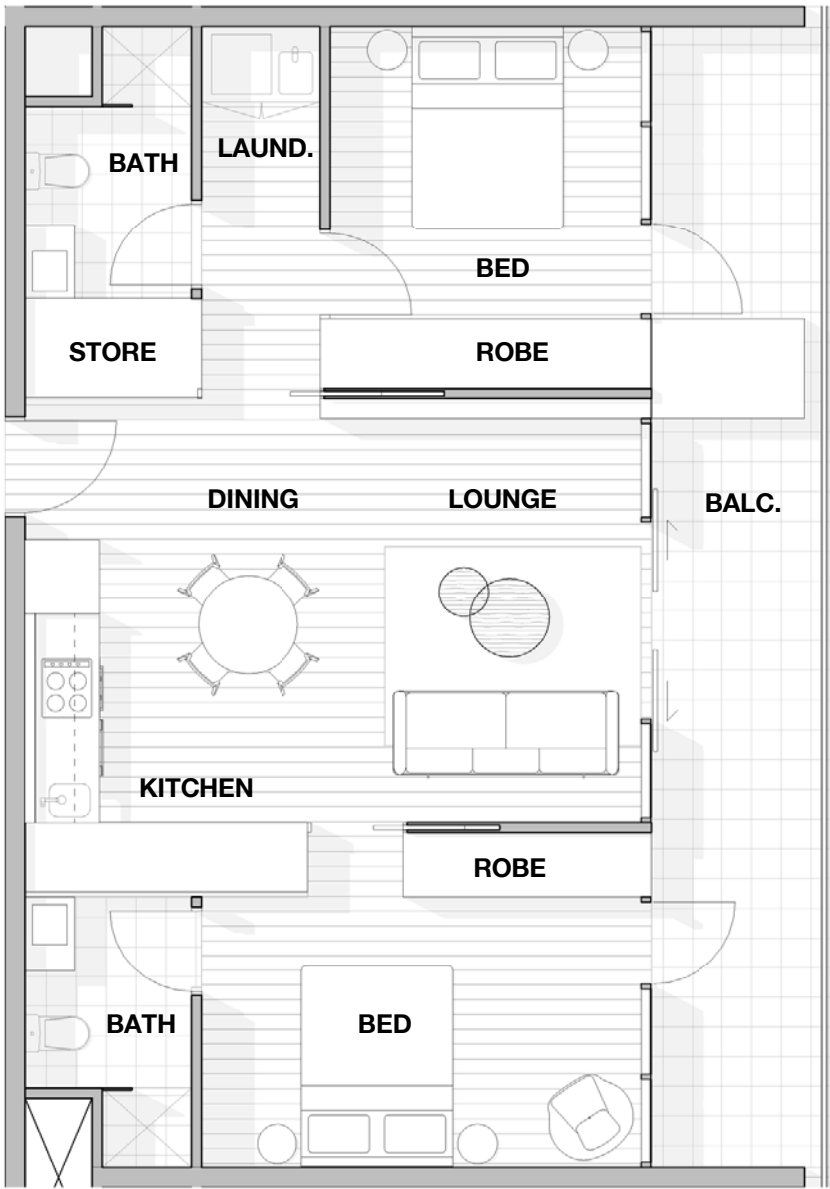 BATH
LAUND.
BED
STORE
ROBE
DINING
LOUNGE
BALC.
KITCHEN
ROBE
BATH
BED